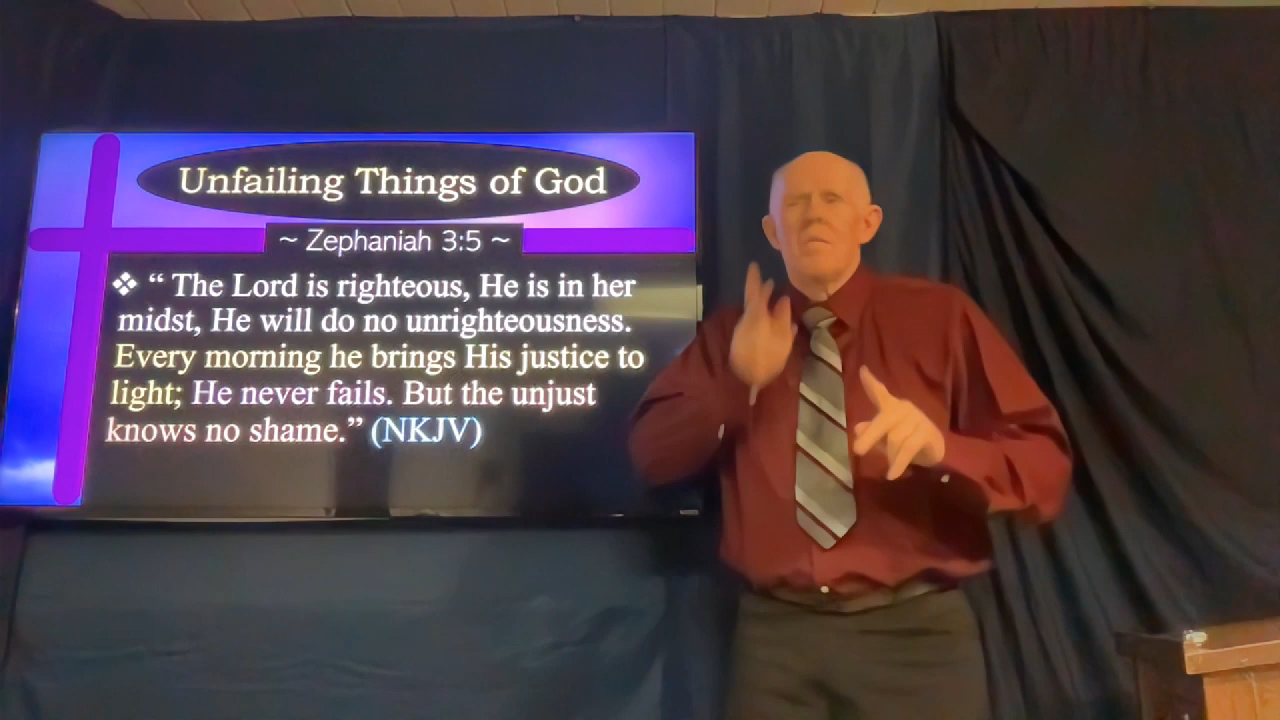 Unfailing Things of God
~ Zephaniah 3:5 ~
❖ “ The Lord is righteous, He is in her
midst, He will do no unrighteousness.
Every morning he brings His justice to
light; He never fails. But the unjust
knows no shame.” (NKJV)